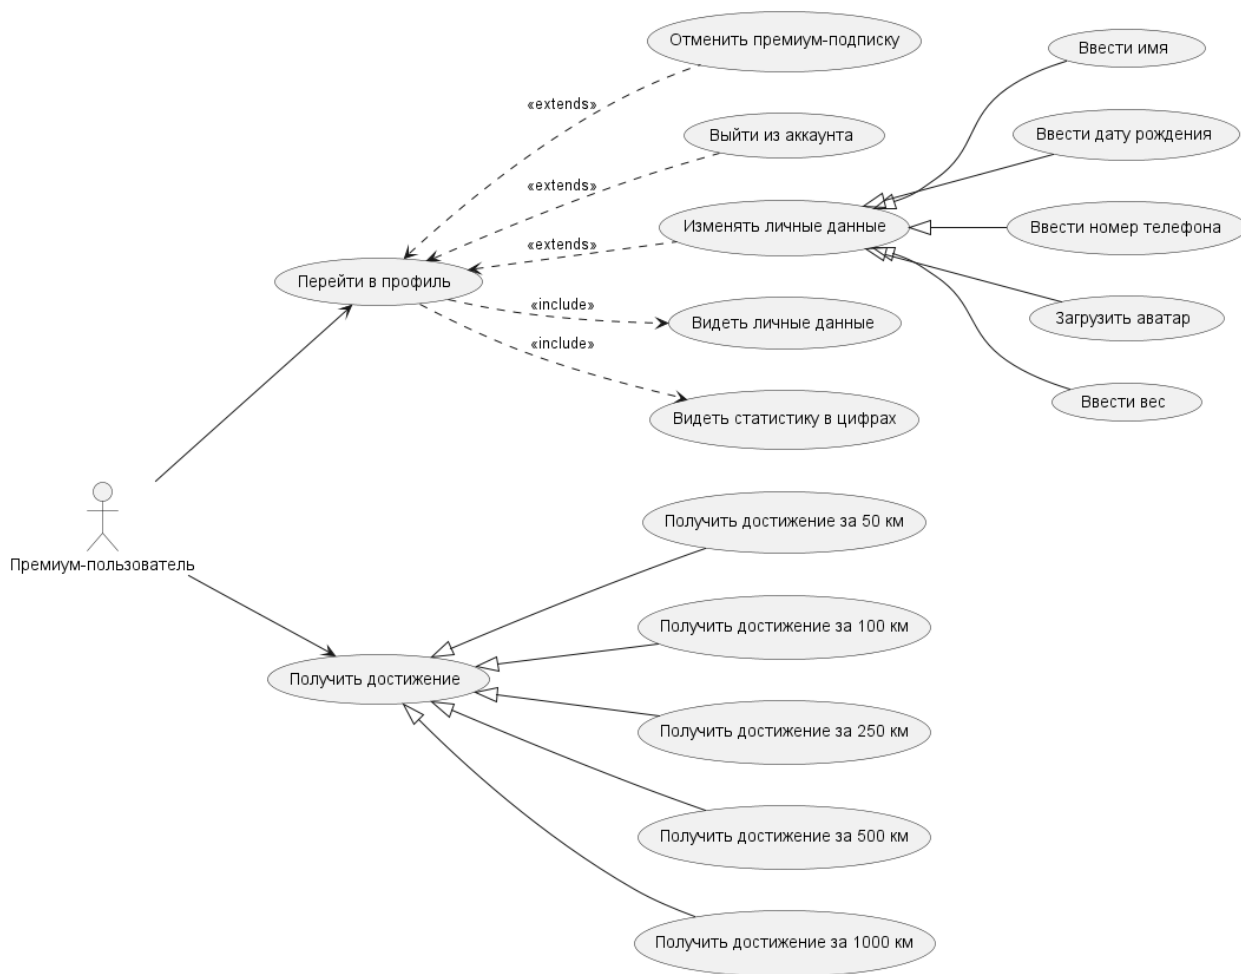 Отменить премиум-подписку
Ввести имя
«extends»
Выйти из аккаунта
Ввести дату рождения
«extends»
Изменять личные данные
Ввести номер телефона
«extends»
Перейти в профиль
«include»
Видеть личные данные
Загрузить аватар
«include»
Ввести вес
Видеть статистику в цифрах
Премиум-пользователь
Получить достижение за 50 км
Получить достижение за 100 км
Получить достижение
Получить достижение за 250 км
Получить достижение за 500 км
Получить достижение за 1000 км